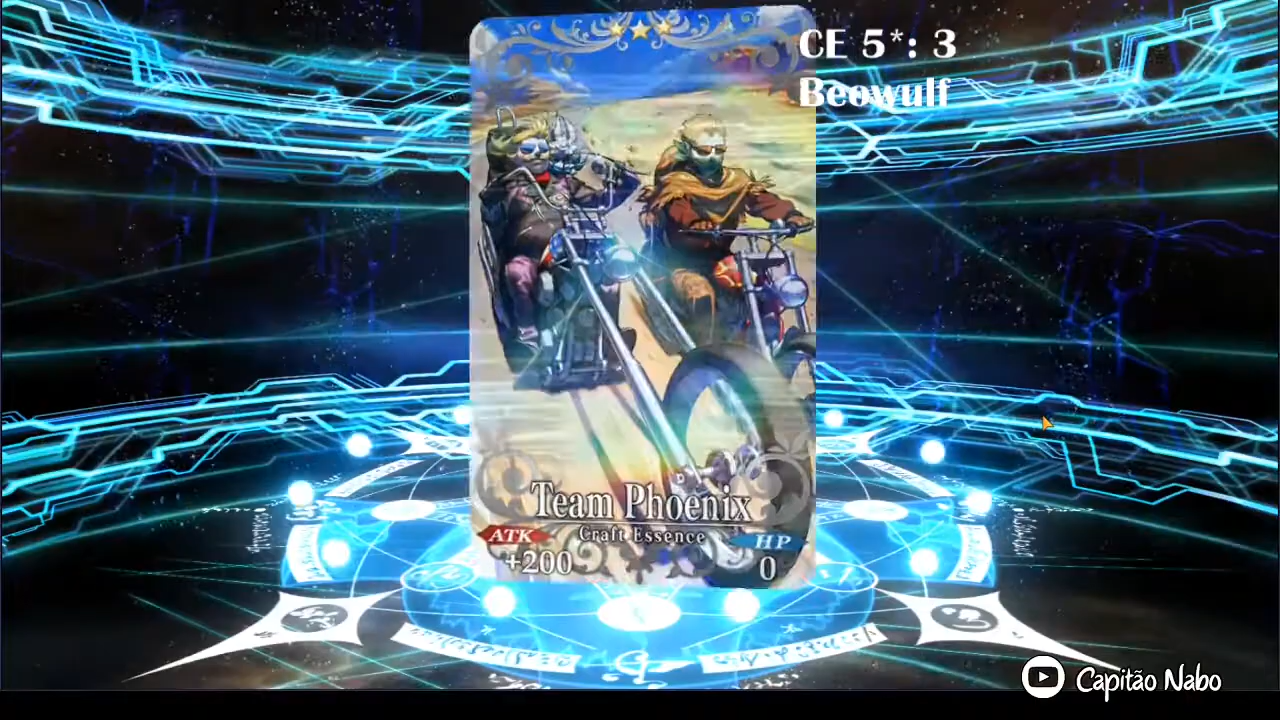 CE 5*: 3
Beowulf
Team Phoenix
Craft Essence
ATK
+200
HP
0
Capitão Nabo